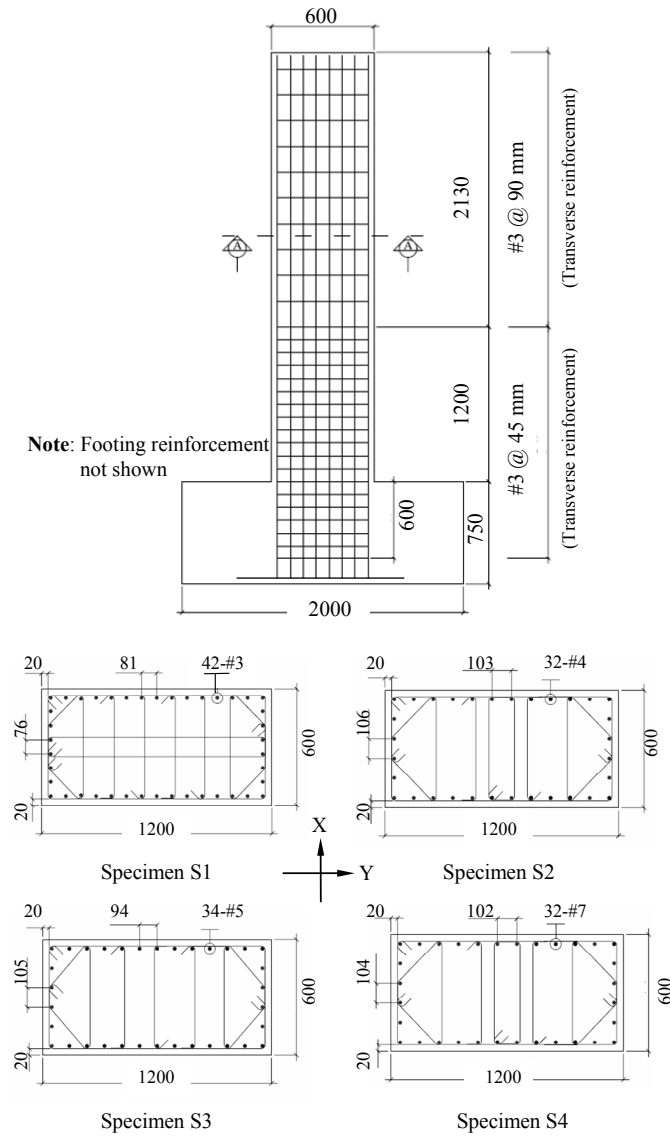 600
2130
#3 @ 90 mm
(Transverse reinforcement)
A
A
Note: Footing reinforcement
not shown
1200
#3 @ 45 mm
(Transverse reinforcement)
600
750
2000
20
81
42-#3
76
600
20
1200
Specimen S1
20
103
32-#4
106
600
20
1200
Specimen S2
X
Y
20
94
34-#5
105
600
20
1200
Specimen S3
20
102
32-#7
104
600
20
1200
Specimen S4